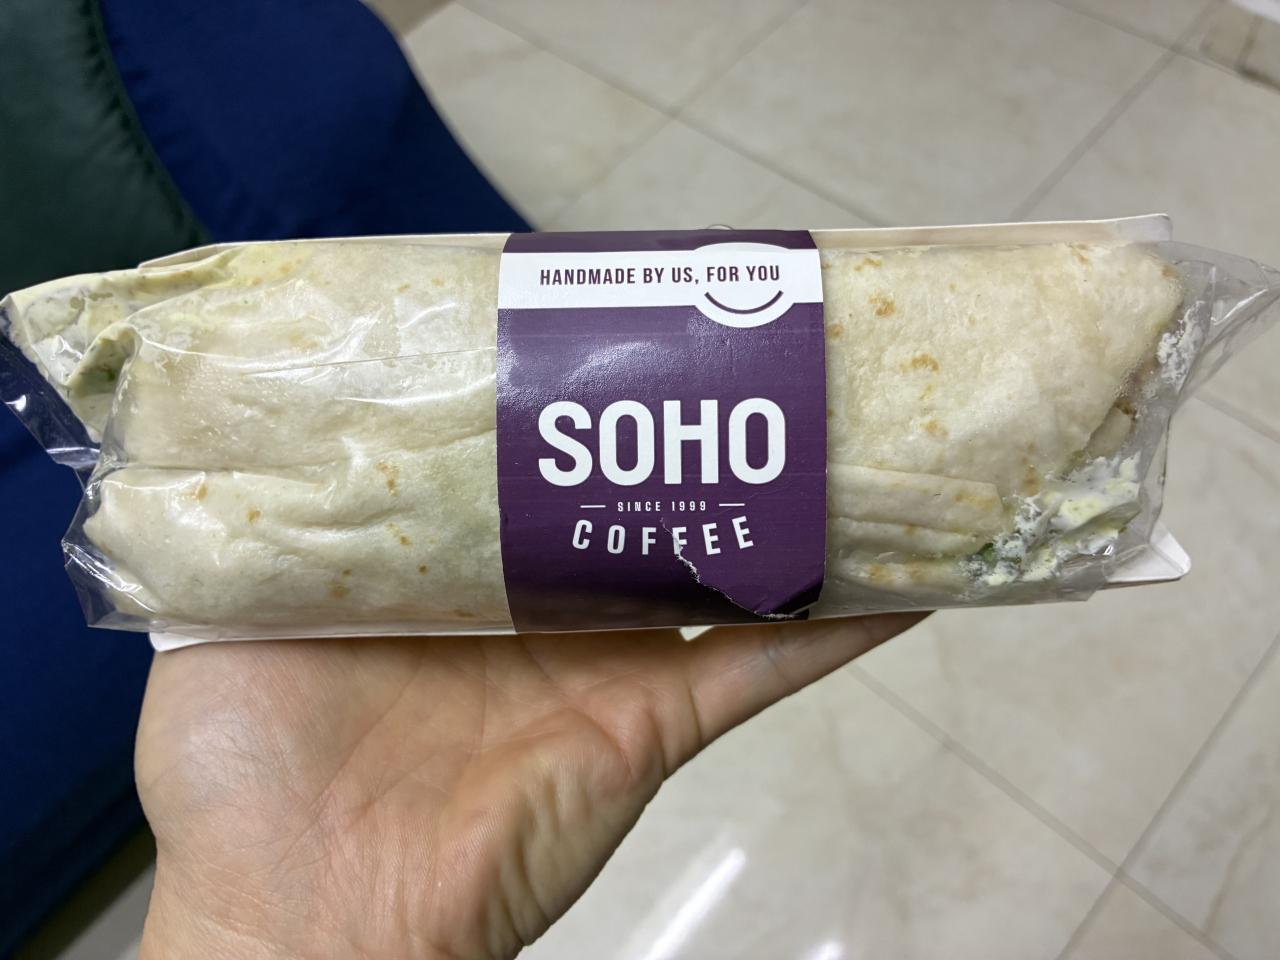 HANDMADE BY US, FOR YOU
SOHO
SINCE 1999
COFFEE